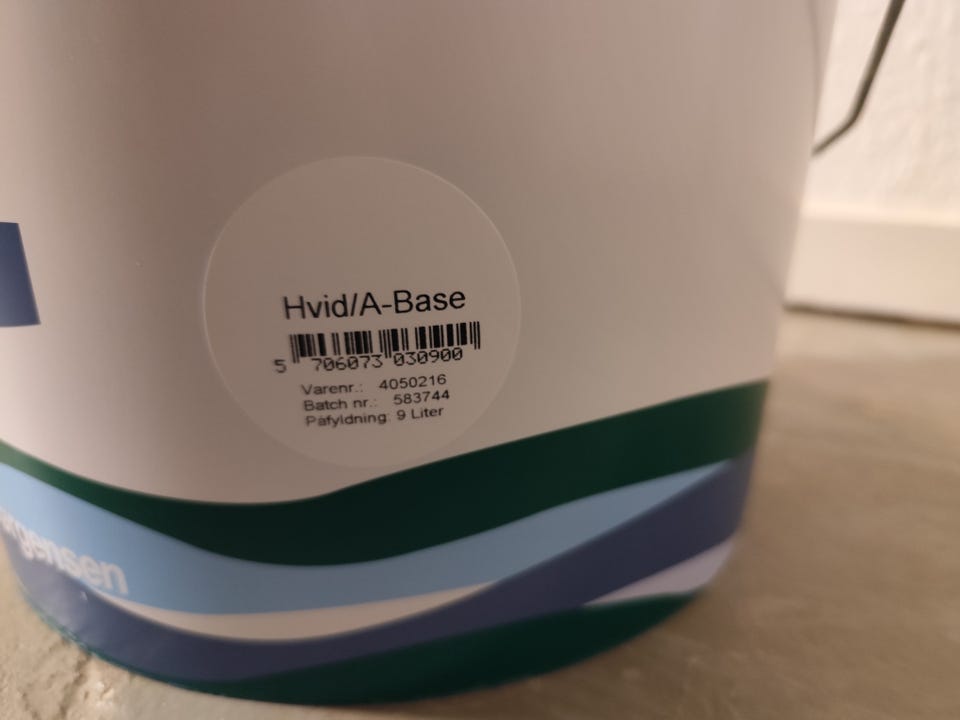 Hvid/A-Base
5 706073 030900
Varenr.: 4050216
Batch nr.: 583744
Påfyldning: 9 Liter